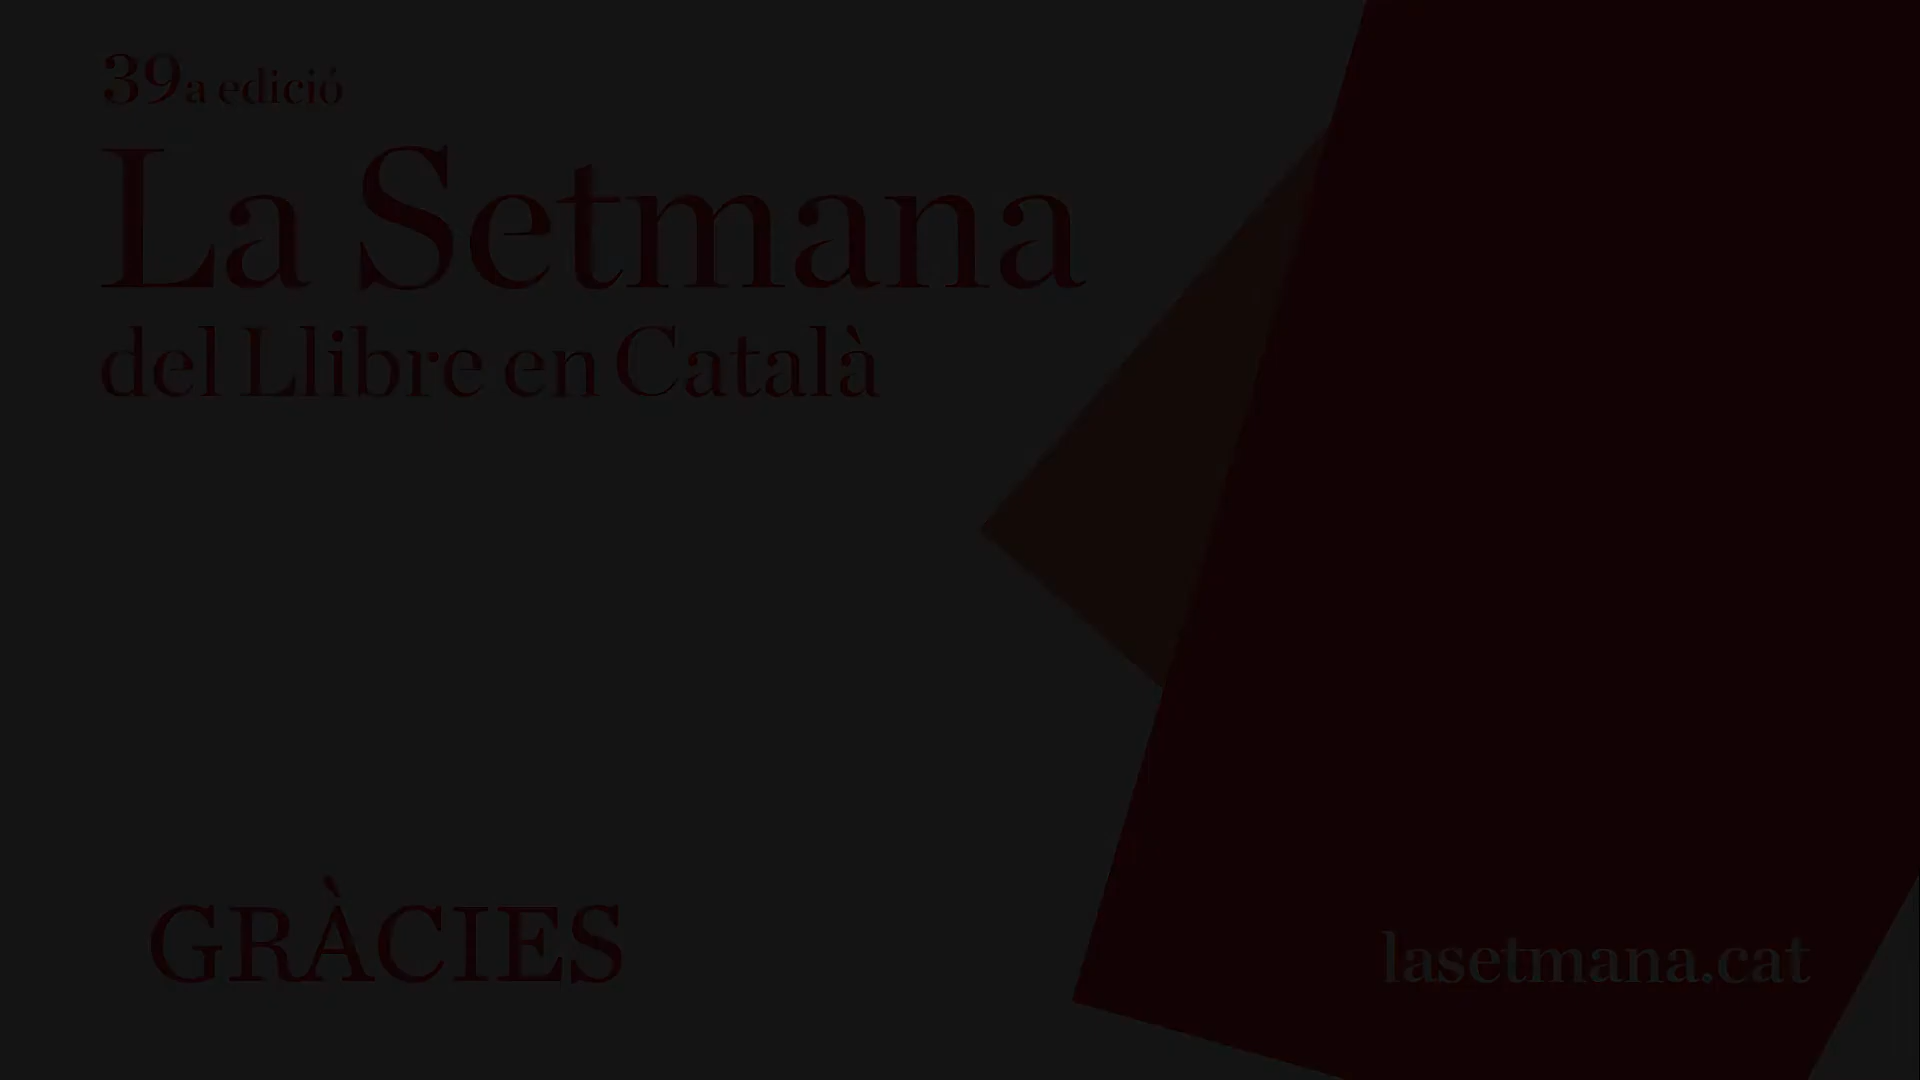 39a edició
La Setmana
del Llibre en Català
GRÀCIES
lasetmana.cat